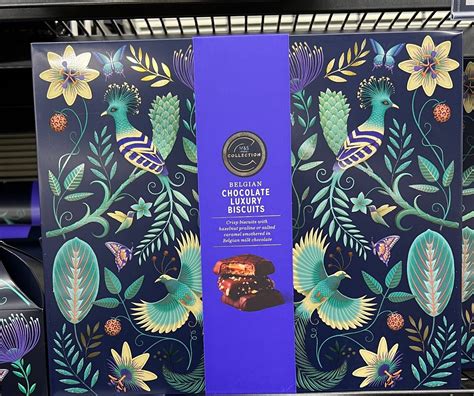 M&S
COLLECTION
BELGIAN
CHOCOLATE
LUXURY
BISCUITS
Crisp biscuits with
hazelnut praline or salted
caramel smothered in
Belgian milk chocolate